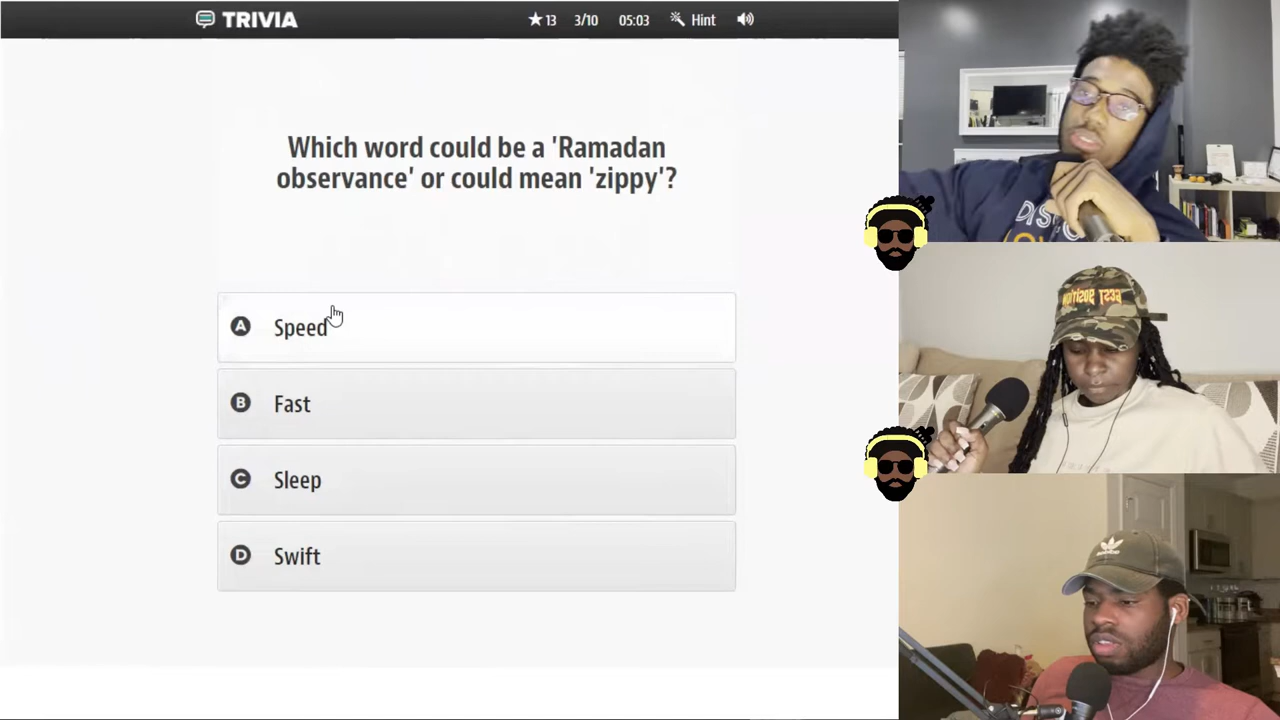 TRIVIA
13
3/10
05:03
Hint
Which word could be a 'Ramadan
observance' or could mean 'zippy'?
A Speed
B Fast
C Sleep
D Swift
adidas